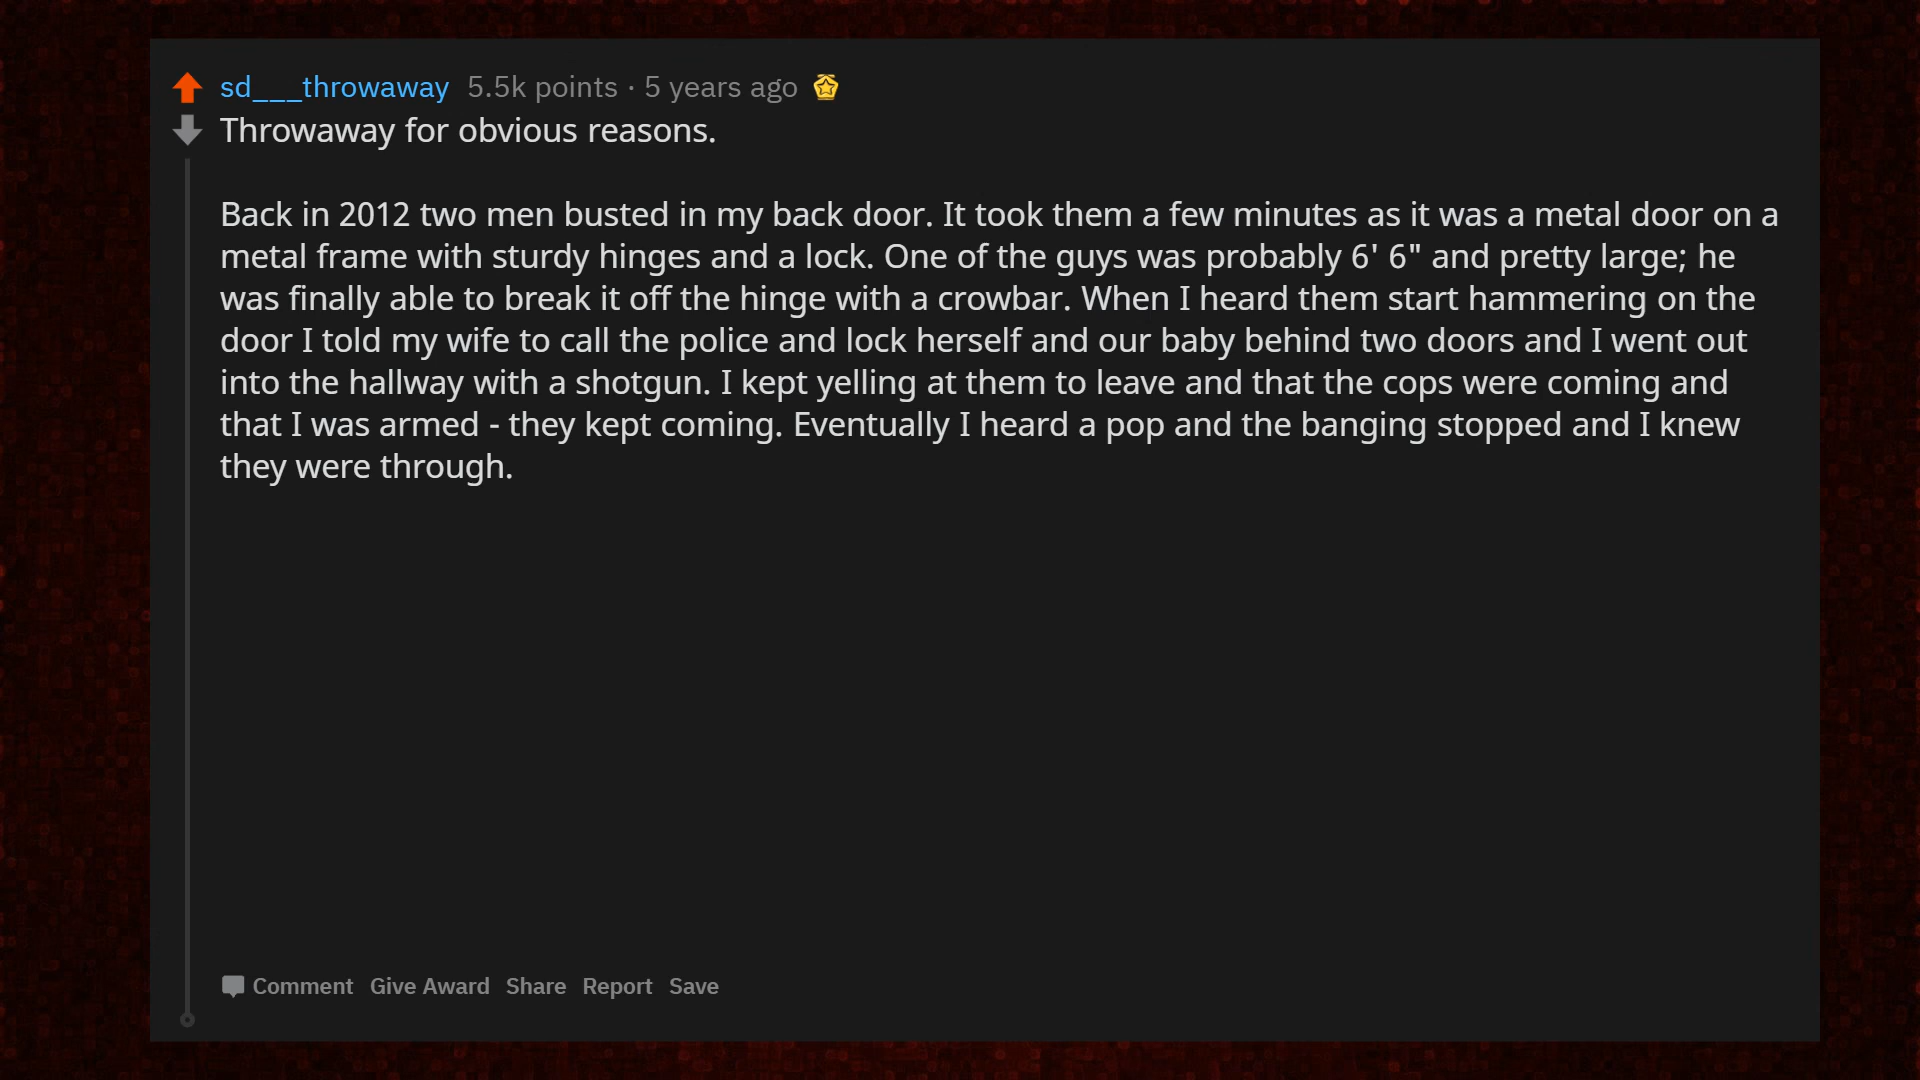 sd___throwaway 5.5k points · 5 years ago
Throwaway for obvious reasons.
Back in 2012 two men busted in my back door. It took them a few minutes as it was a metal door on a
metal frame with sturdy hinges and a lock. One of the guys was probably 6' 6" and pretty large; he
was finally able to break it off the hinge with a crowbar. When I heard them start hammering on the
door I told my wife to call the police and lock herself and our baby behind two doors and I went out
into the hallway with a shotgun. I kept yelling at them to leave and that the cops were coming and
that I was armed - they kept coming. Eventually I heard a pop and the banging stopped and I knew
they were through.
Comment Give Award Share Report Save